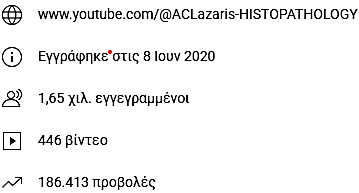 www.youtube.com/@ACLazaris-HISTOPATHOLOGY
Εγγράφηκε στις 8 Ιουν 2020
1,65 χιλ. εγγεγραμμένοι
446 βίντεο
186.413 προβολές